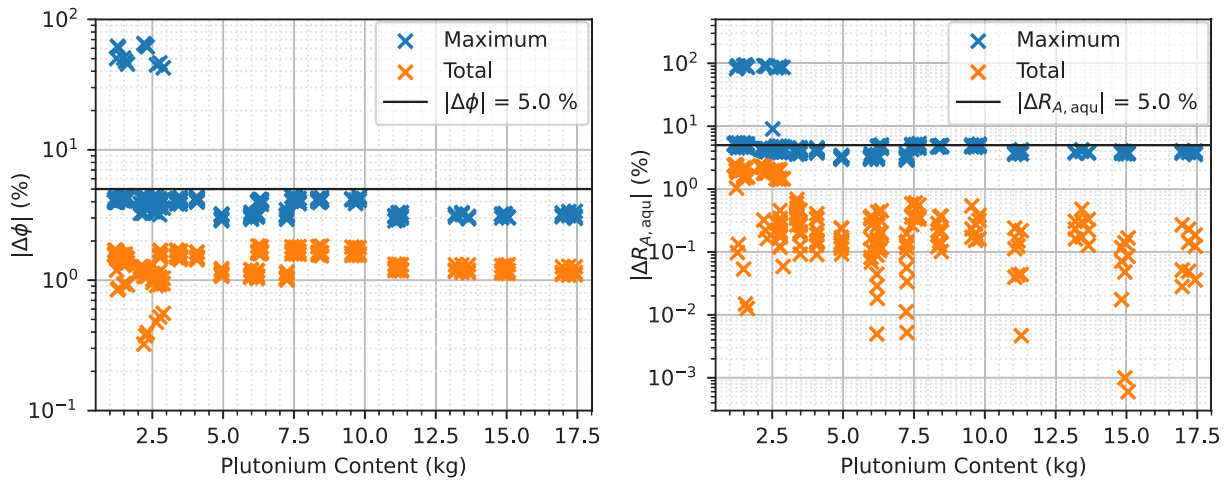 10²
10¹
10⁰
10⁻¹
|Δϕ| (%)
Maximum
Total
|Δϕ| = 5.0 %
2.5 5.0 7.5 10.0 12.5 15.0 17.5
Plutonium Content (kg)
10²
10¹
10⁰
10⁻¹
10⁻²
10⁻³
|ΔR_A, aqu| (%)
Maximum
Total
|ΔR_A, aqu| = 5.0 %
2.5 5.0 7.5 10.0 12.5 15.0 17.5
Plutonium Content (kg)